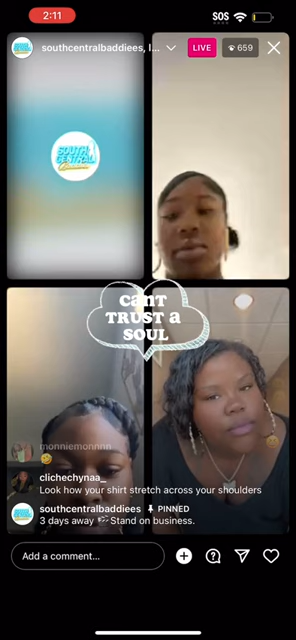 2:11
SOS
southcentralbaddiees, l...
LIVE
659
SOUTH
CENTRAL
CANT
TRUST a
SOUL
monniemonnnn
clichechynaa_
Look how your shirt stretch across your shoulders
southcentralbaddiees PINNED
3 days away Stand on business.
Add a comment...